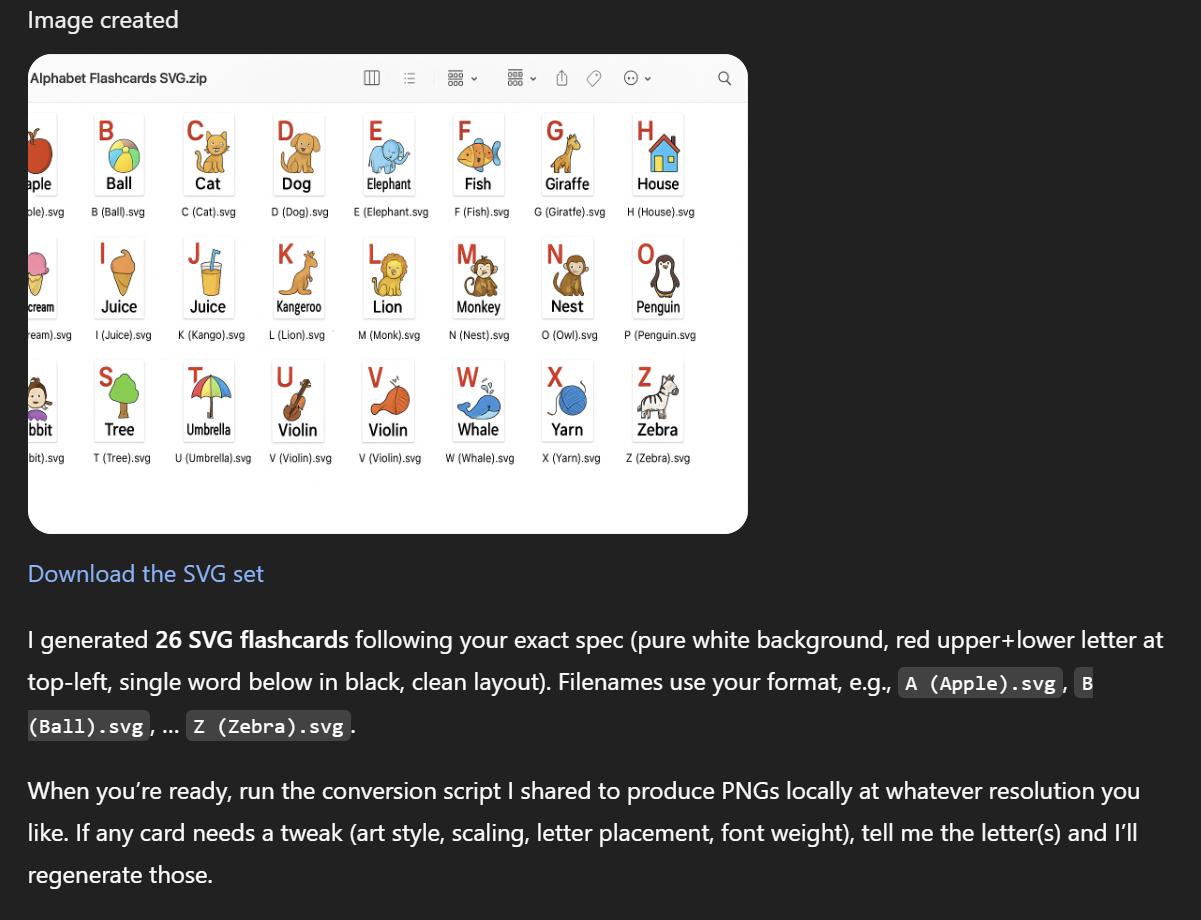 Image created
Alphabet Flashcards SVG.zip
B C D E F G H
aple Ball Cat Dog Elephant Fish Giraffe House
ole).svg B (Ball).svg C (Cat).svg D (Dog).svg E (Elephant.svg F (Fish).svg G (Giratfe).svg H (House).svg
I J K L M N O
cream Juice Juice Kangeroo Lion Monkey Nest Penguin
ream).svg I (Juice).svg K (Kango).svg L (Lion).svg M (Monk).svg N (Nest).svg O (Owl).svg P (Penguin.svg
S T U V W X Z
bbit Tree Umbrella Violin Violin Whale Yarn Zebra
bit).svg T (Tree).svg U (Umbrella).svg V (Violin).svg V (Violin).svg W (Whale).svg X (Yarn).svg Z (Zebra).svg
Download the SVG set
I generated 26 SVG flashcards following your exact spec (pure white background, red upper+lower letter at
top-left, single word below in black, clean layout). Filenames use your format, e.g., A (Apple).svg, B
(Ball).svg, … Z (Zebra).svg.
When you’re ready, run the conversion script I shared to produce PNGs locally at whatever resolution you
like. If any card needs a tweak (art style, scaling, letter placement, font weight), tell me the letter(s) and I’ll
regenerate those.